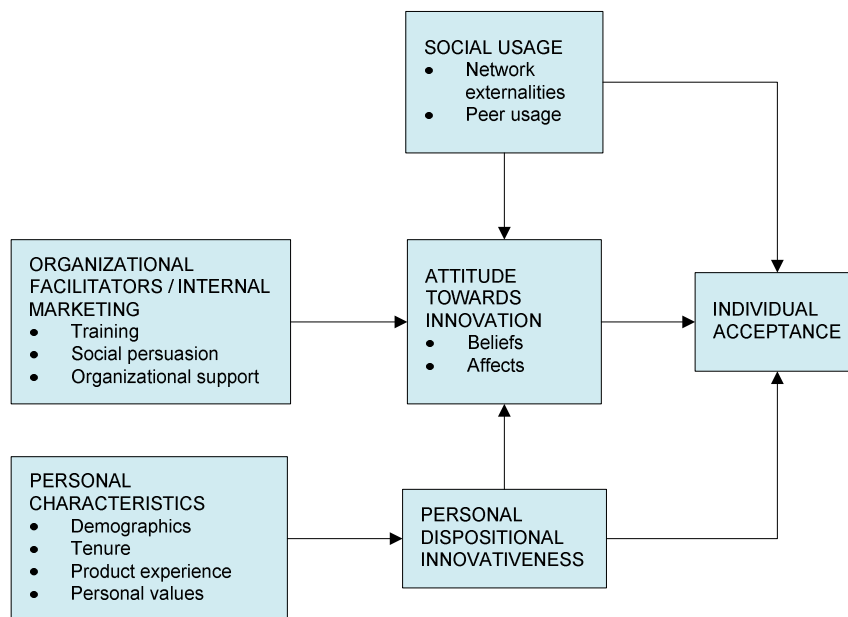 SOCIAL USAGE
● Network
externalities
● Peer usage
ORGANIZATIONAL
FACILITATORS / INTERNAL
MARKETING
● Training
● Social persuasion
● Organizational support
ATTITUDE
TOWARDS
INNOVATION
● Beliefs
● Affects
INDIVIDUAL
ACCEPTANCE
PERSONAL
CHARACTERISTICS
● Demographics
● Tenure
● Product experience
● Personal values
PERSONAL
DISPOSITIONAL
INNOVATIVENESS